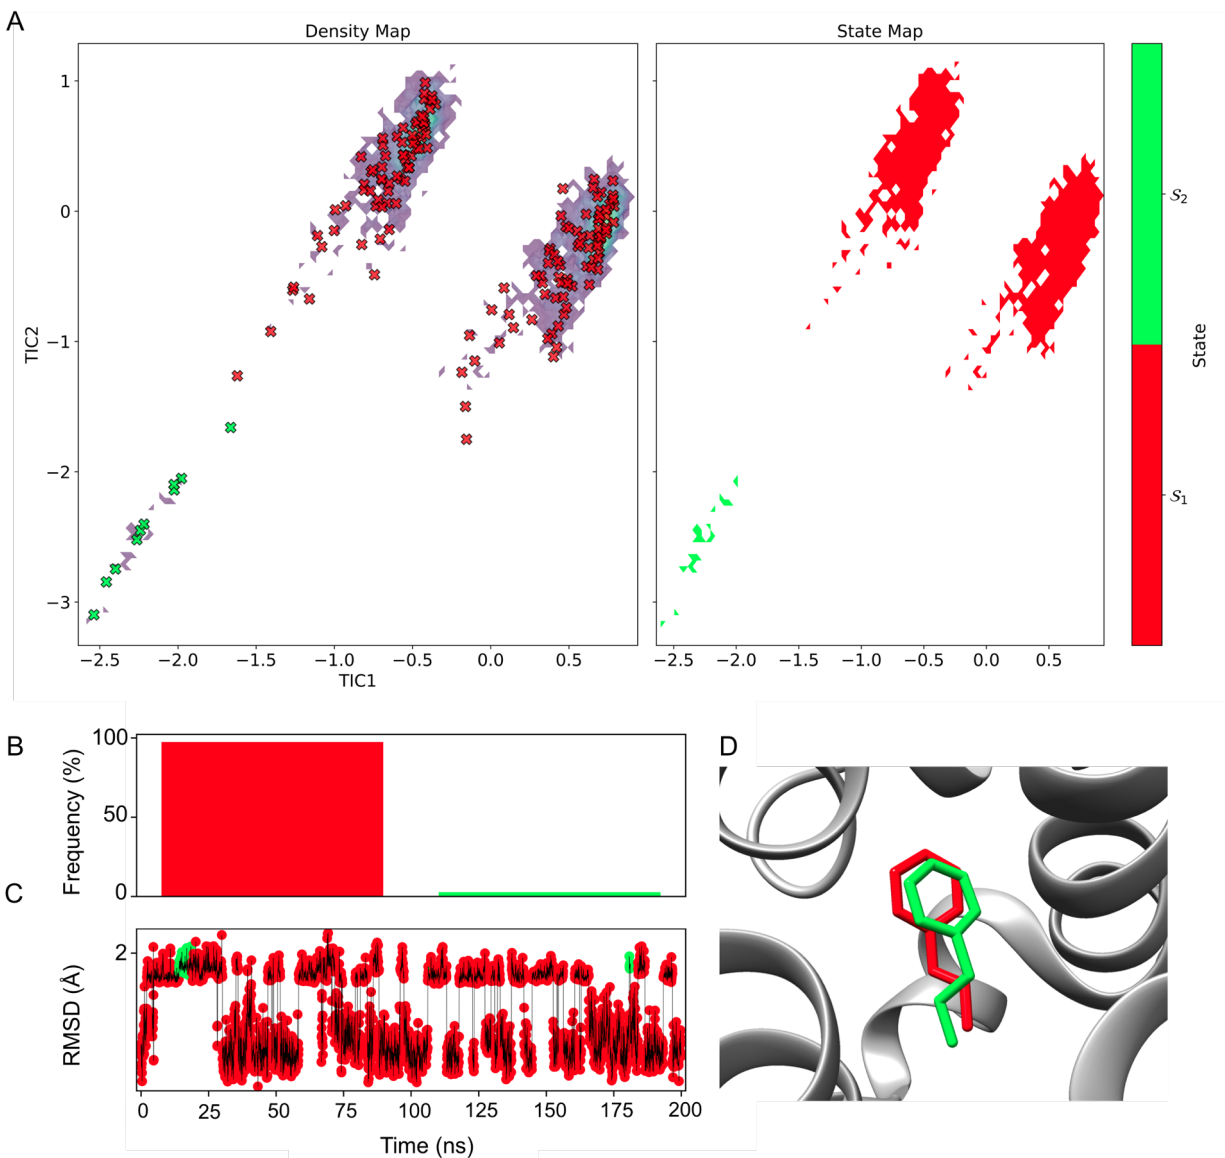 A
Density Map
State Map
1
0
−1
−2
−3
TIC2
−2.5
−2.0
−1.5
−1.0
−0.5
0.0
0.5
TIC1
−2.5
−2.0
−1.5
−1.0
−0.5
0.0
0.5
S2
S1
State
B
100
50
0
Frequency (%)
C
2
RMSD (Å)
0
25
50
75
100
125
150
175
200
Time (ns)
D